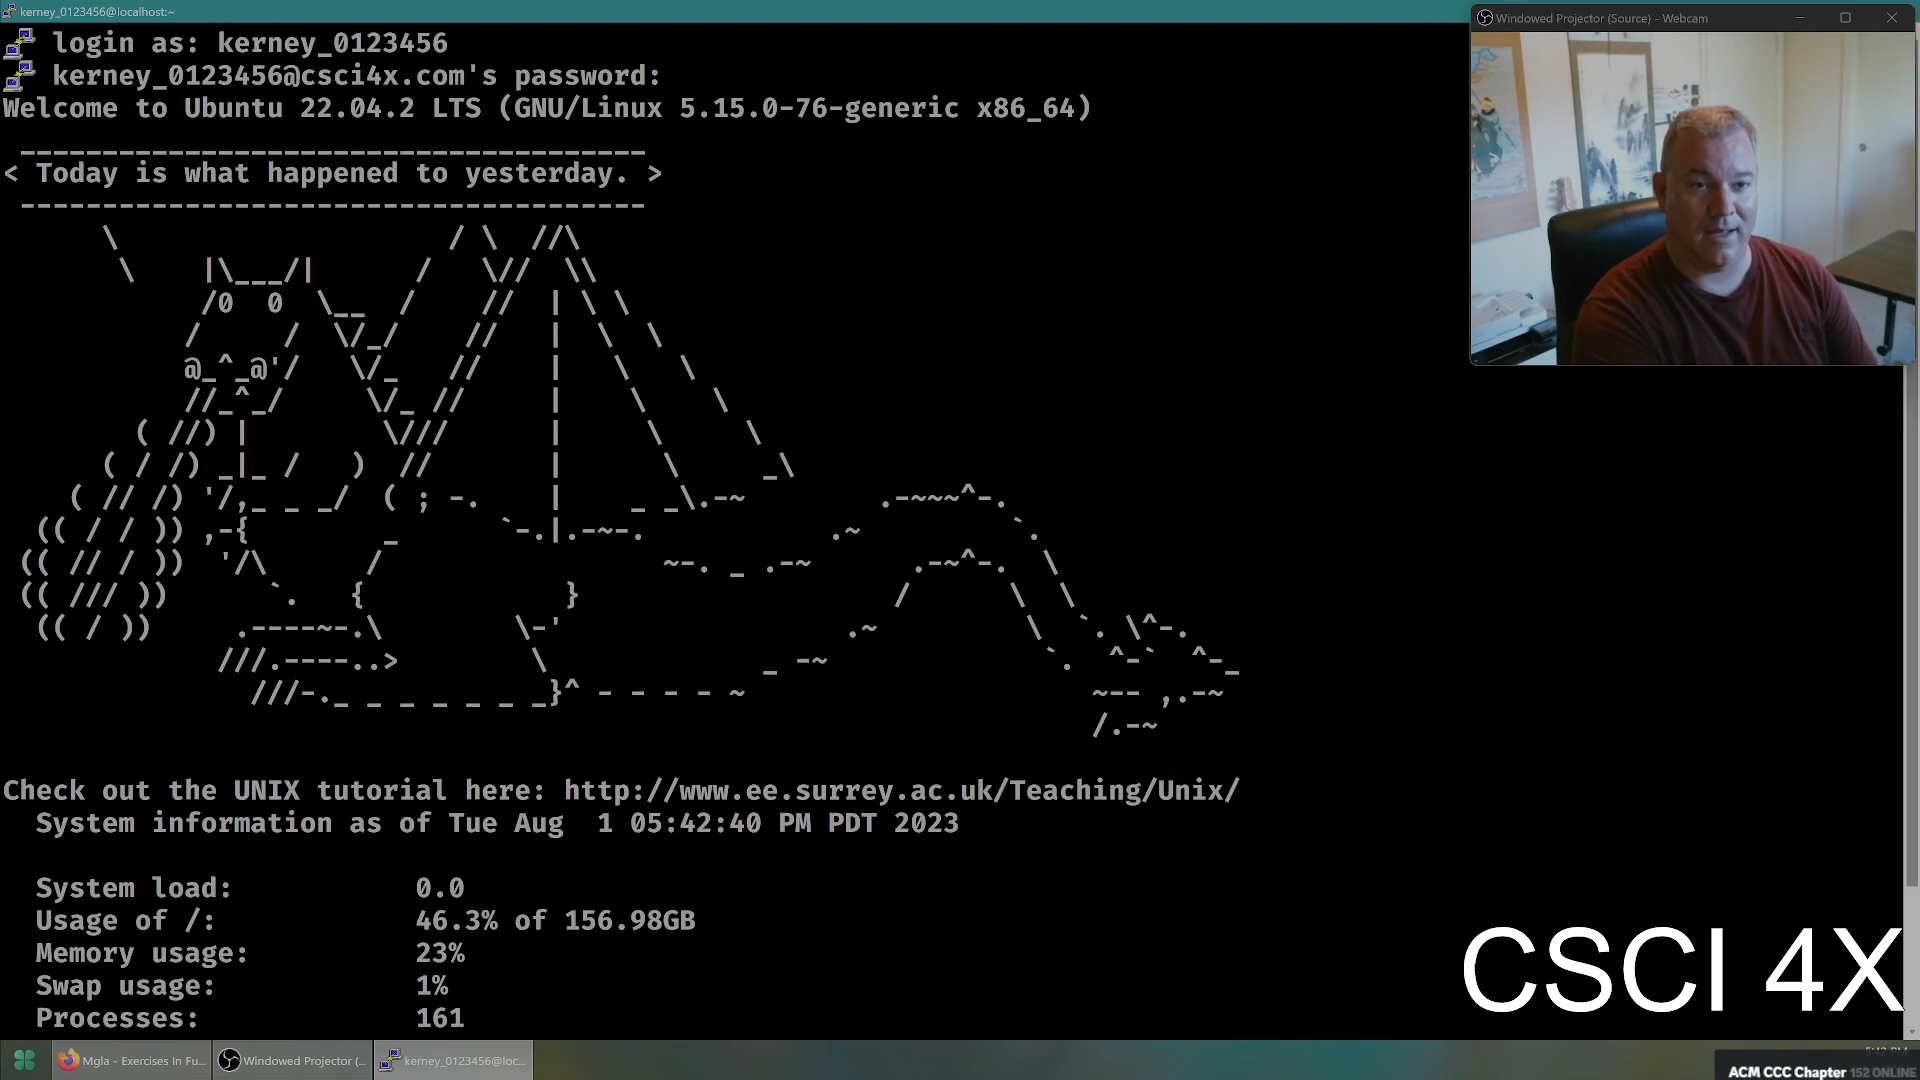 kerney_0123456@localhost:~
Windowed Projector (Source) - Webcam
login as: kerney_0123456
kerney_0123456@csci4x.com's password:
Welcome to Ubuntu 22.04.2 LTS (GNU/Linux 5.15.0-76-generic x86_64)
< Today is what happened to yesterday. >
Check out the UNIX tutorial here: http://www.ee.surrey.ac.uk/Teaching/Unix/
System information as of Tue Aug  1 05:42:40 PM PDT 2023
System load: 0.0
Usage of /: 46.3% of 156.98GB
Memory usage: 23%
Swap usage: 1%
Processes: 161
CSCI 4X
Mgla - Exercises In Fu...
Windowed Projector (...
kerney_0123456@loc...
5:42 PM
ACM CCC Chapter 152 ONLINE